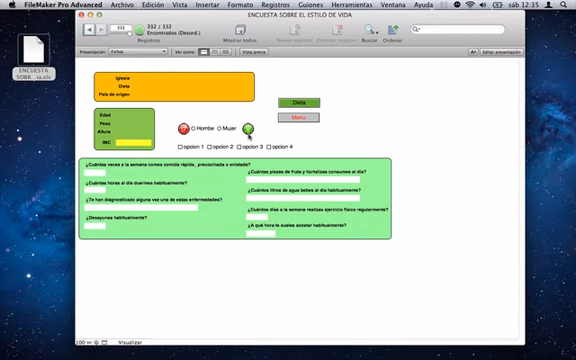 FileMaker Pro Advanced Archivo Edición Vista Insertar Formato Registros Guiones Herramientas Ventana Ayuda sáb 12:35
ENCUESTA SOBRE EL ESTILO DE VIDA
332
332 / 332
Encontrados (Desord.)
Registros
Mostrar todos
Buscar
Ordenar
Presentación: Fichas
Ver como:
Vista previa
Editar presentación
ENCUESTA
SOBR...ia.xls
Iglesia
Dieta
País de origen
Dieta
Menu
Edad
Peso
Altura
IMC
Hombe
Mujer
opcion 1 opcion 2 opcion 3 opcion 4
¿Cuántas veces a la semana comes comida rápida, precocinada o enlatada?
¿Cuántas piezas de fruta y hortalizas consumes al día?
¿Cuántas horas al día duermes habitualmente?
¿Cuántos litros de agua bebes al día habitualmente?
¿Te han diagnosticado alguna vez una de estas enfermedades?
¿Cuántos días a la semana realizas ejercicio físico regularmente?
¿Desayunas habitualmente?
¿A qué hora te sueles acostar habitualmente?
100
Visualizar